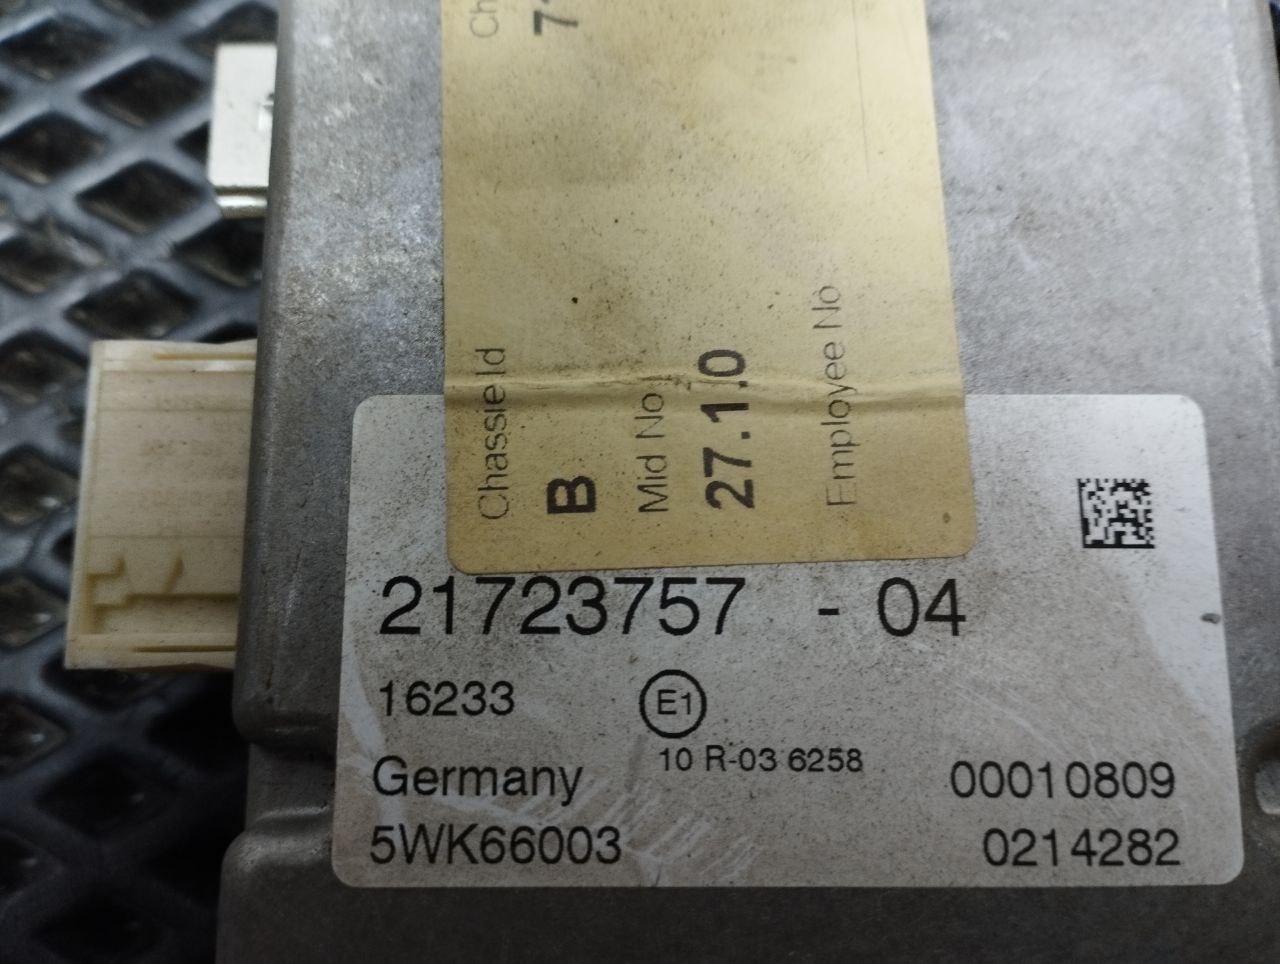 Chassie Id
B
Mid No
27.1.0
Employee No
21723757 - 04
16233
E1
10 R-03 6258
Germany
00010809
5WK66003
0214282